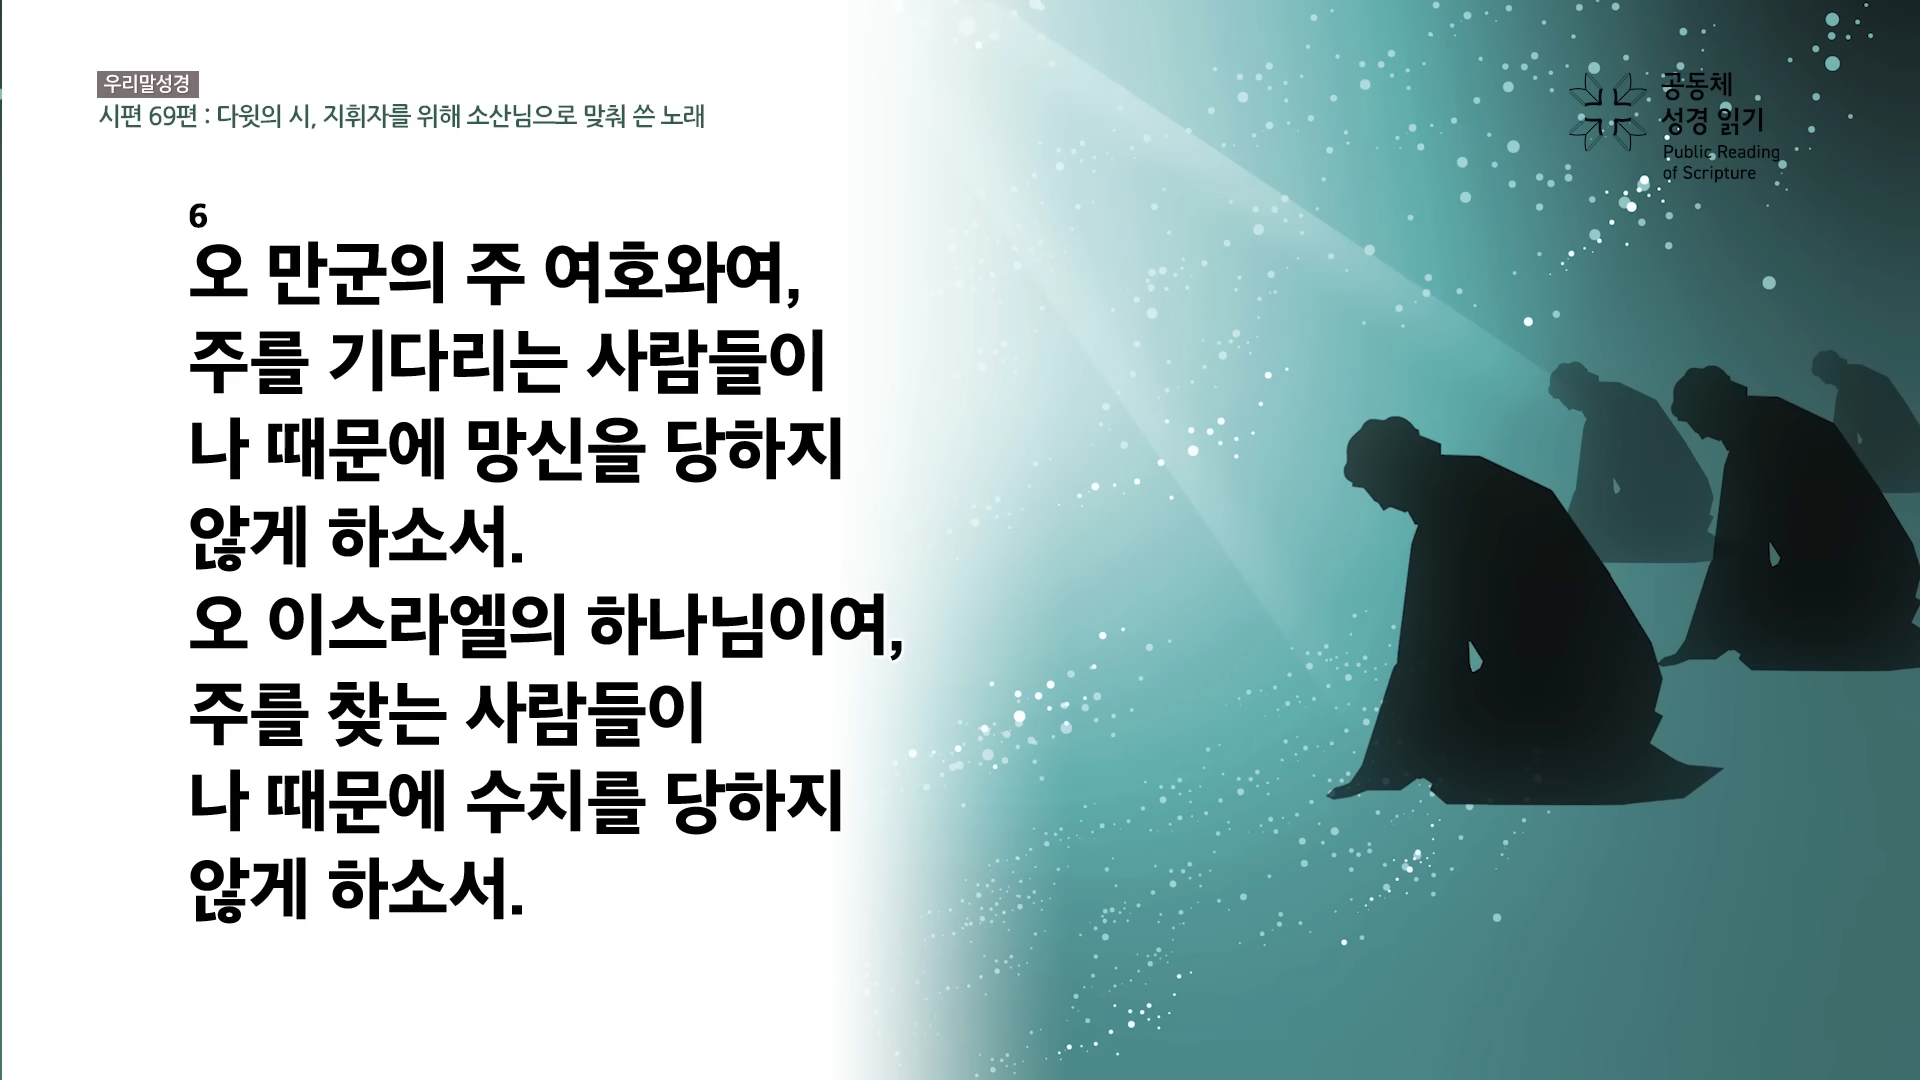 우리말성경
시편 69편 : 다윗의 시, 지휘자를 위해 소산님으로 맞춰 쓴 노래
공동체
성경 읽기
Public Reading
of Scripture
6
오 만군의 주 여호와여,
주를 기다리는 사람들이
나 때문에 망신을 당하지
않게 하소서.
오 이스라엘의 하나님이여,
주를 찾는 사람들이
나 때문에 수치를 당하지
않게 하소서.